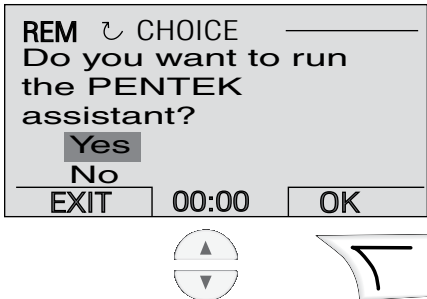 REM ↻ CHOICE
Do you want to run
the PENTEK
assistant?
Yes
No
EXIT 00:00 OK